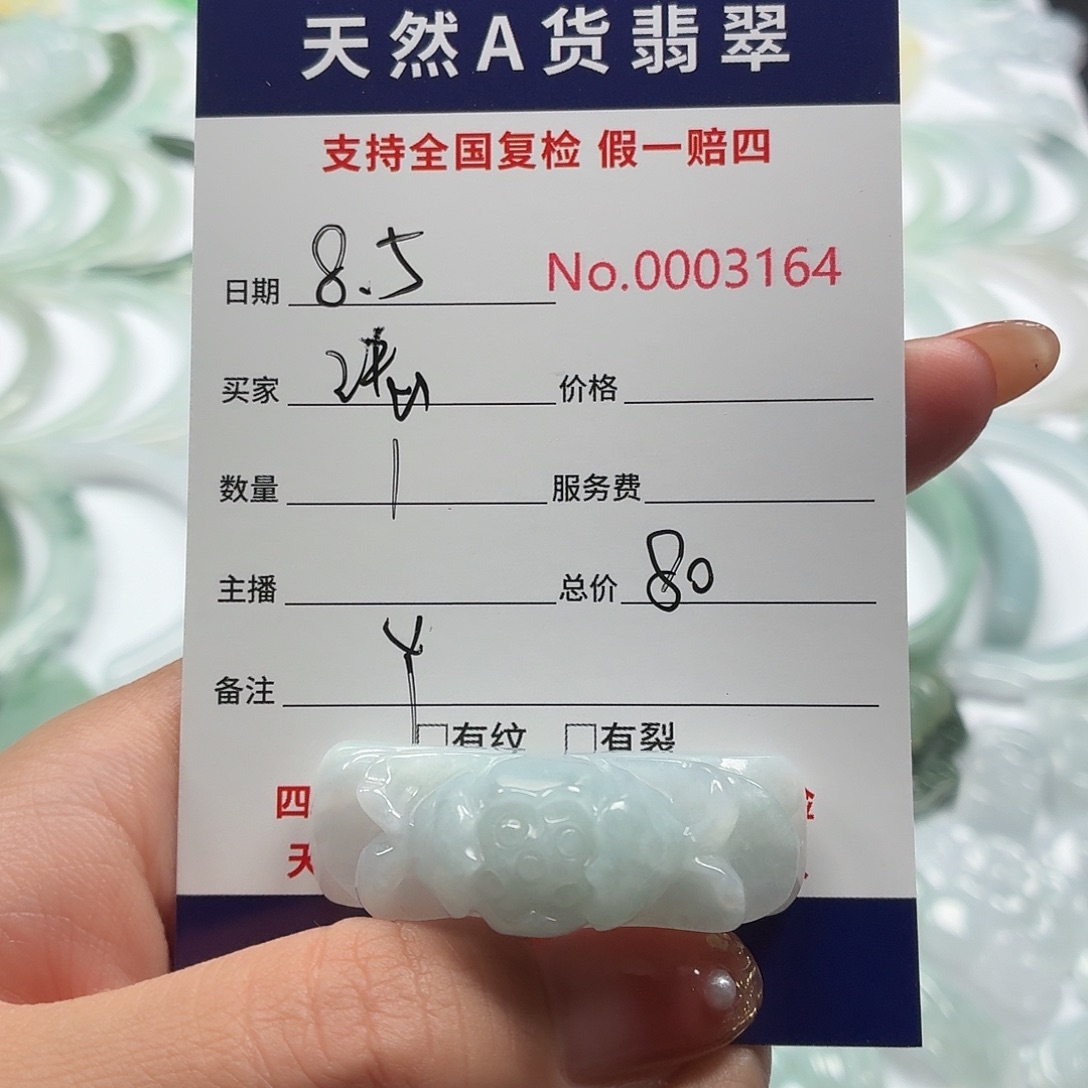 天然A货翡翠
支持全国复检 假一赔四
日期 8.5 No.0003164
买家 价格
数量 1 服务费
主播 总价 80
备注
□有纹 □有裂
四
天